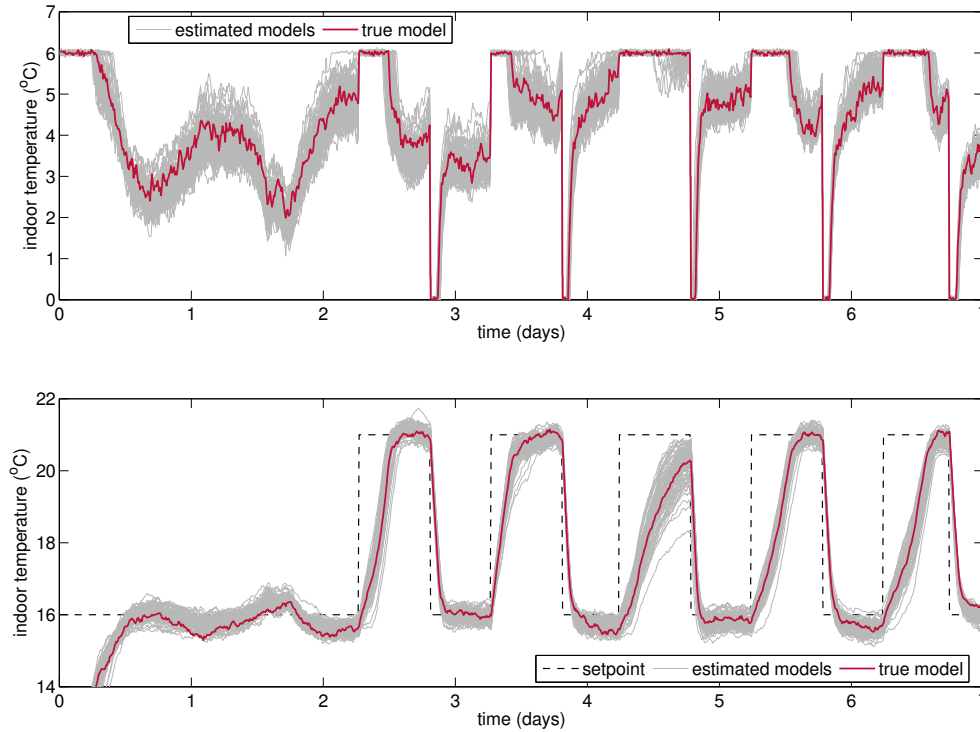 estimated models true model
7
6
5
4
3
2
1
0
indoor temperature (°C)
0 1 2 3 4 5 6 7
time (days)
22
20
18
16
14
indoor temperature (°C)
setpoint estimated models true model
0 1 2 3 4 5 6 7
time (days)